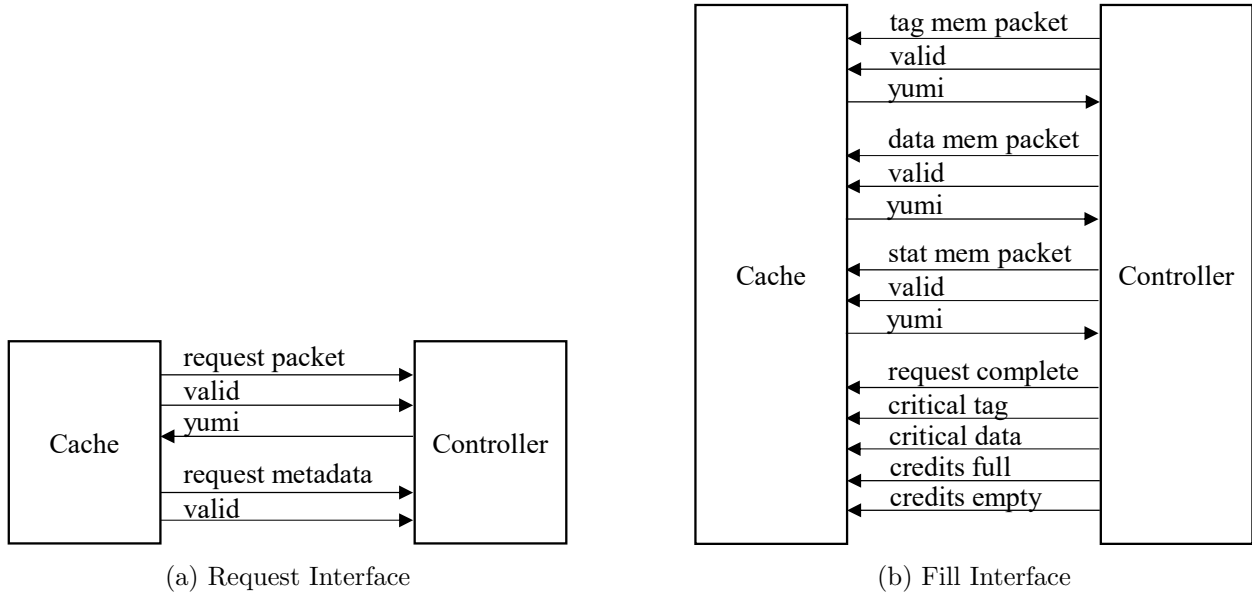 Cache
request packet
valid
yumi
request metadata
valid
Controller
(a) Request Interface
Cache
tag mem packet
valid
yumi
data mem packet
valid
yumi
stat mem packet
valid
yumi
request complete
critical tag
critical data
credits full
credits empty
Controller
(b) Fill Interface